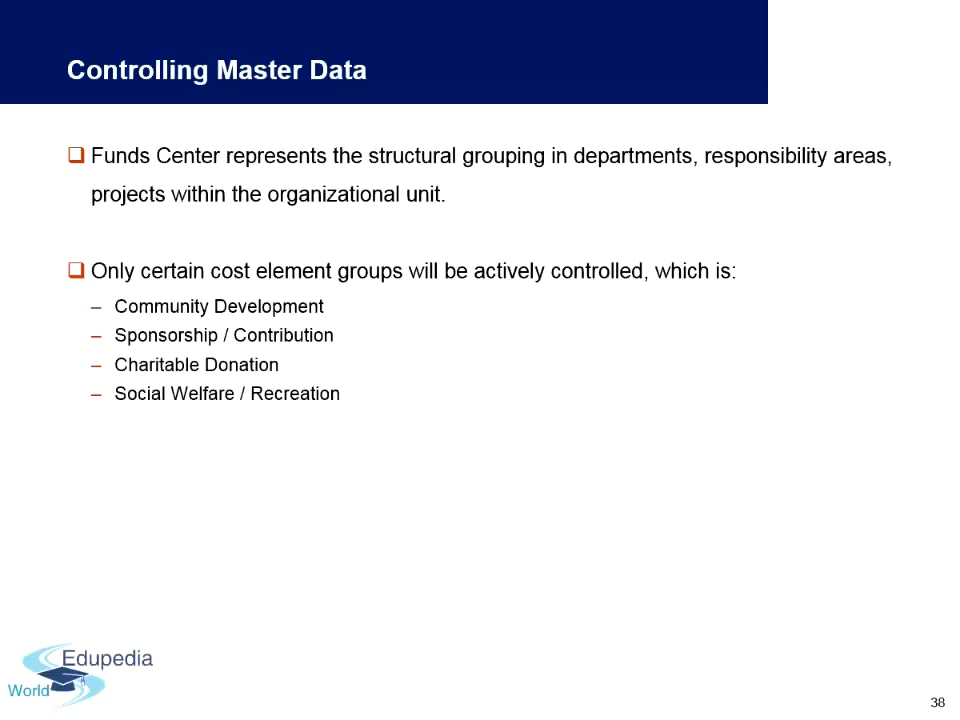 Controlling Master Data
Funds Center represents the structural grouping in departments, responsibility areas,
projects within the organizational unit.
Only certain cost element groups will be actively controlled, which is:
– Community Development
– Sponsorship / Contribution
– Charitable Donation
– Social Welfare / Recreation
Edupedia
World
38